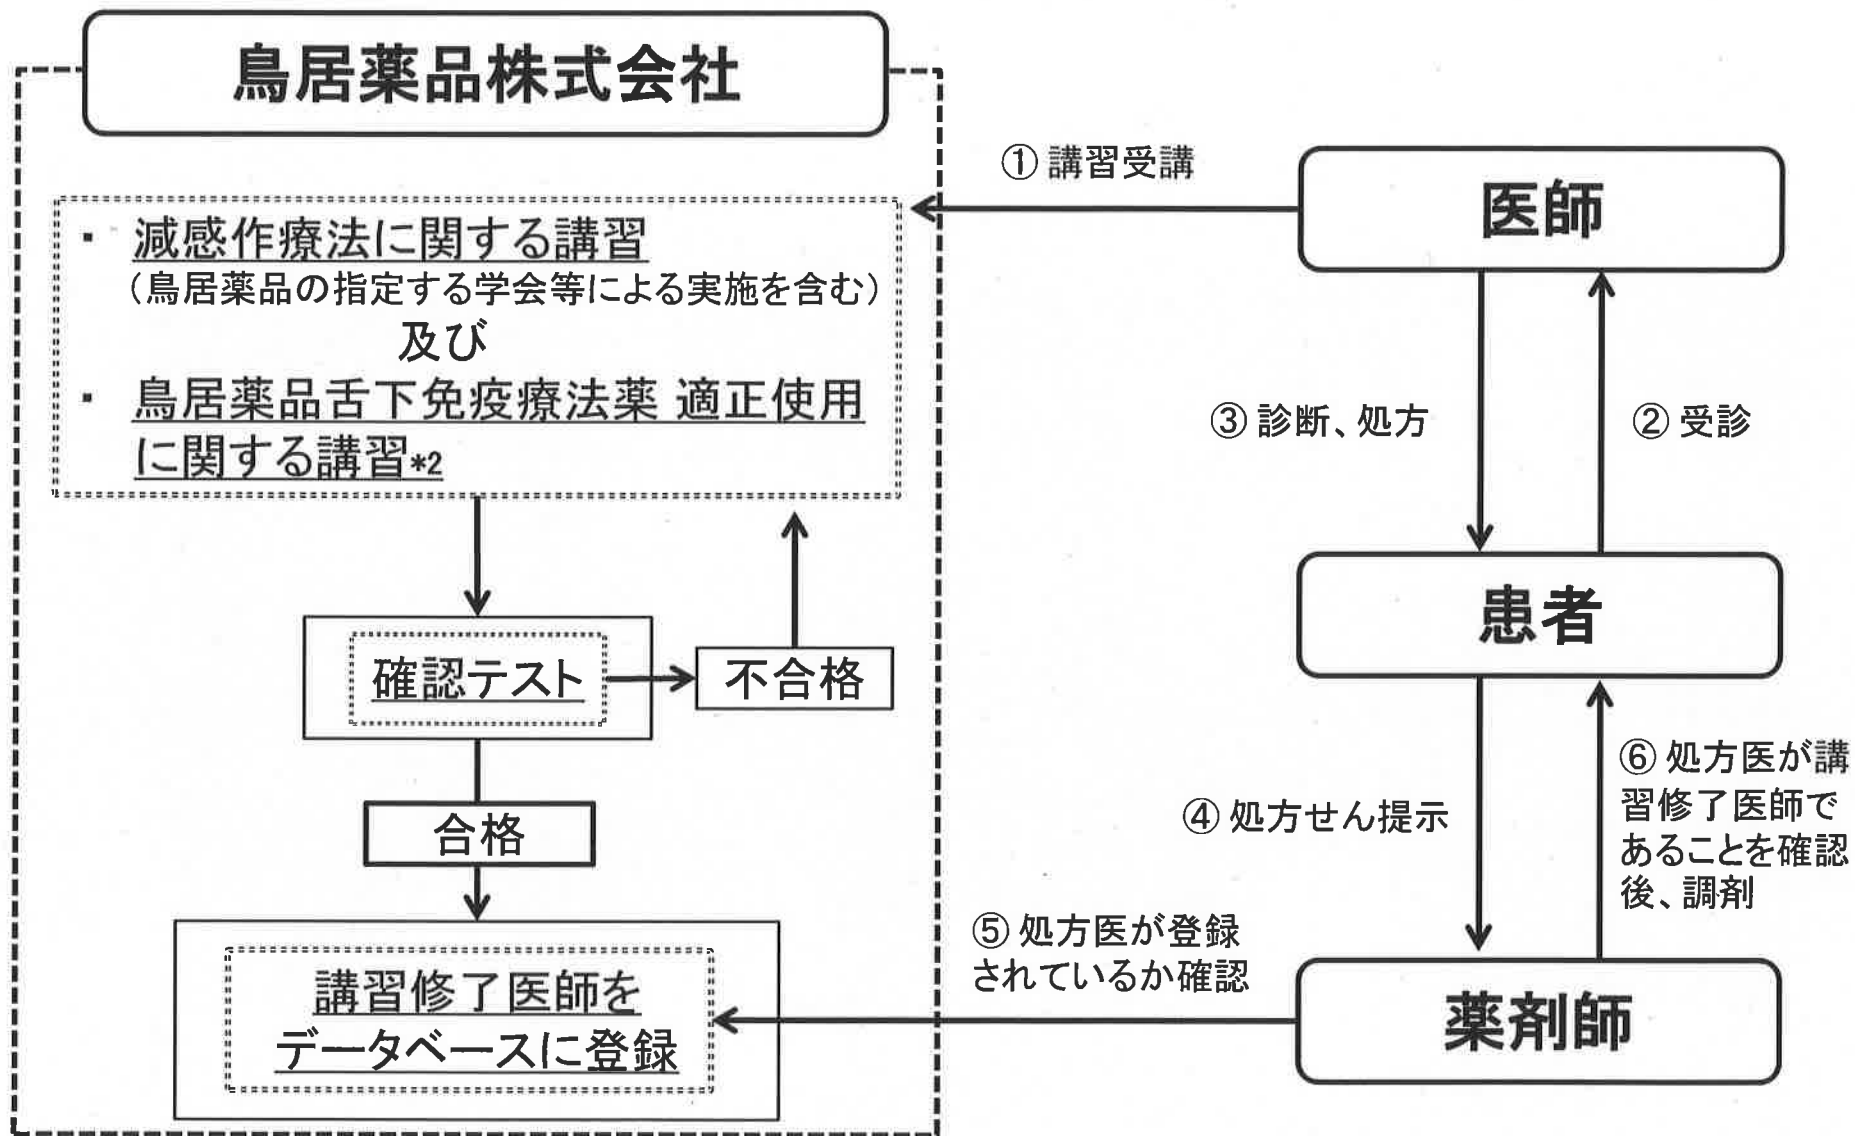 鳥居薬品株式会社
・ 減感作療法に関する講習
（鳥居薬品の指定する学会等による実施を含む）
及び
・ 鳥居薬品舌下免疫療法薬 適正使用
に関する講習*2
確認テスト
不合格
合格
講習修了医師を
データベースに登録
① 講習受講
医師
③ 診断、処方
② 受診
患者
④ 処方せん提示
⑥ 処方医が講
習修了医師で
あることを確認
後、調剤
⑤ 処方医が登録
されているか確認
薬剤師